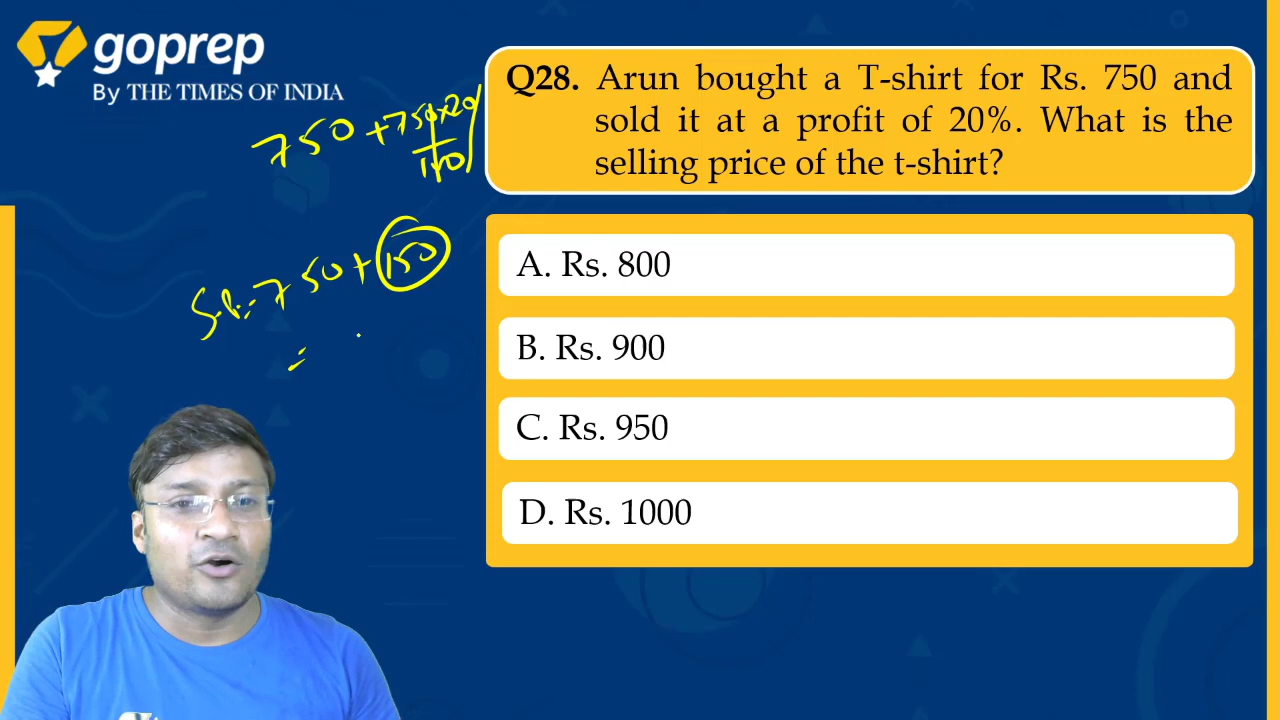 goprep
By THE TIMES OF INDIA
Q28. Arun bought a T-shirt for Rs. 750 and
sold it at a profit of 20%. What is the
selling price of the t-shirt?
750 + 750×20/100
S.P.= 750 + 150
=
A. Rs. 800
B. Rs. 900
C. Rs. 950
D. Rs. 1000